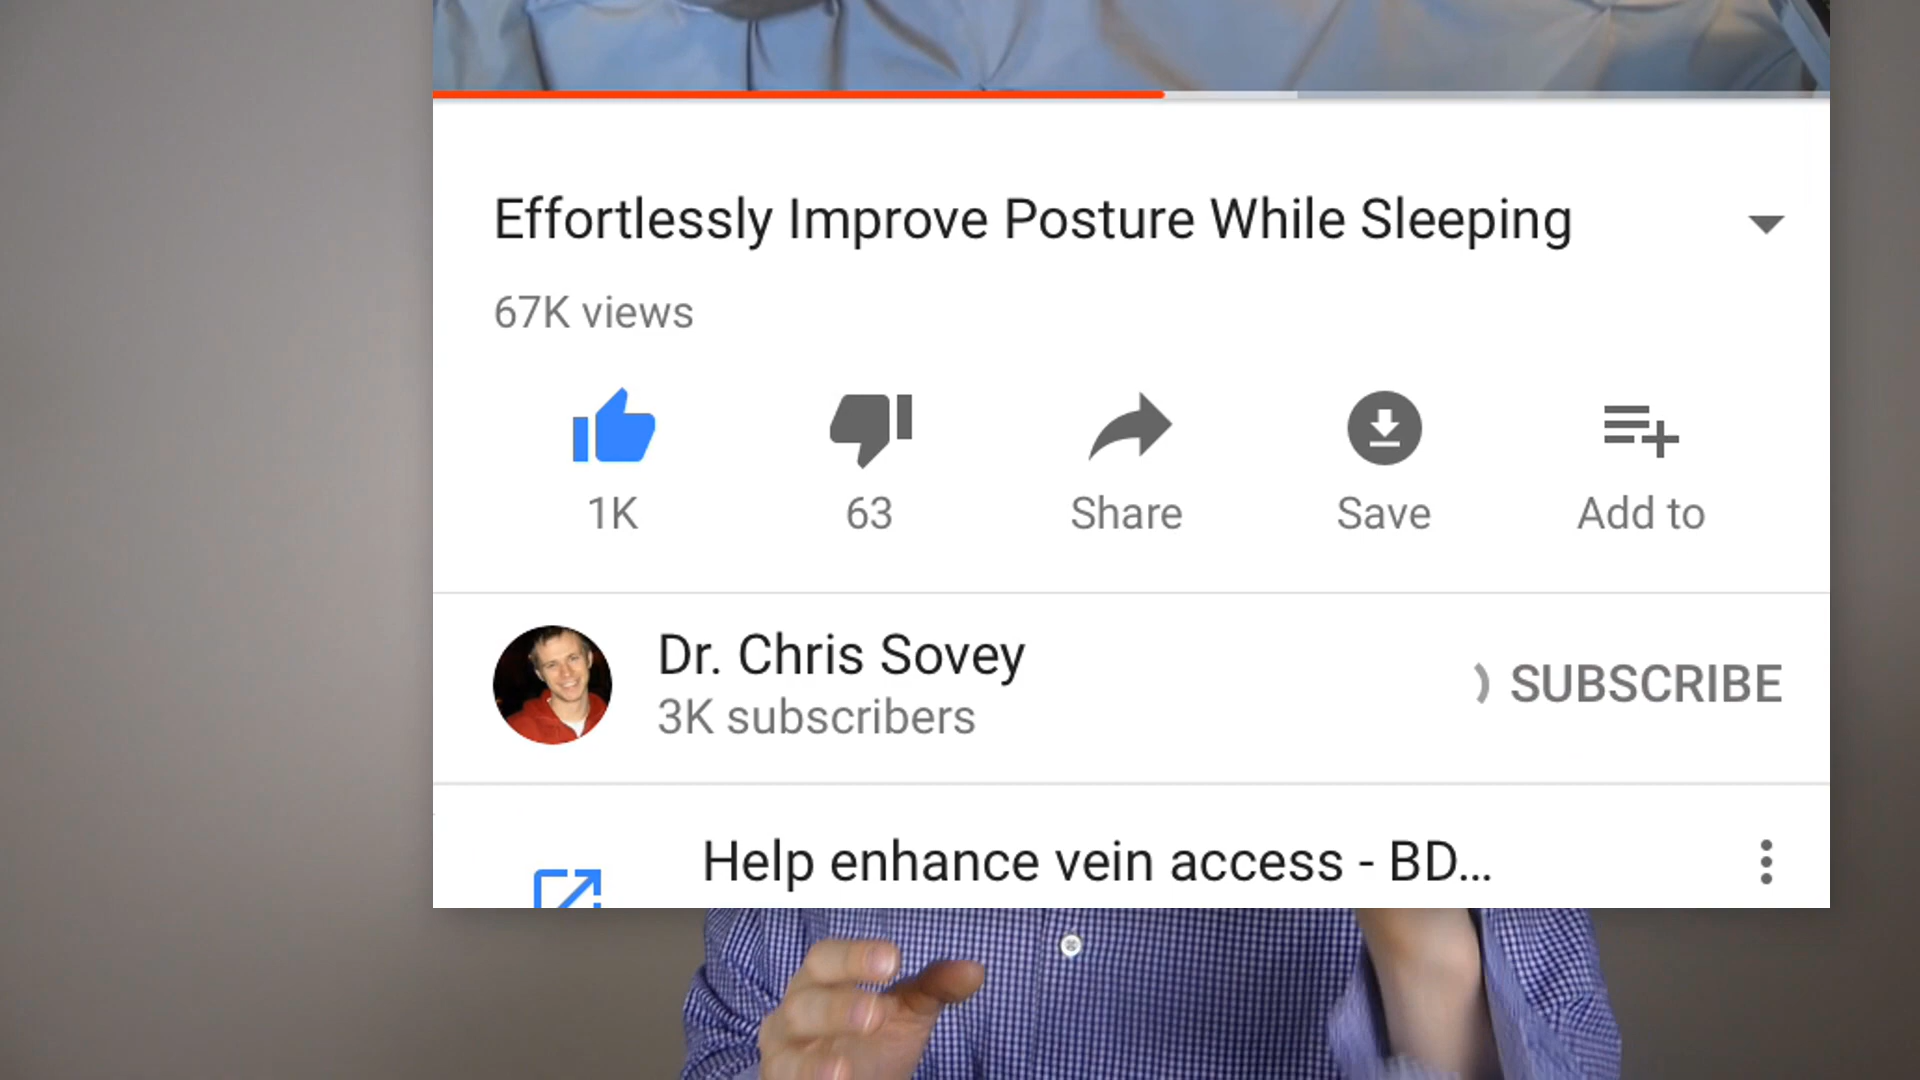 Effortlessly Improve Posture While Sleeping
67K views
1K
63
Share
Save
Add to
Dr. Chris Sovey
3K subscribers
SUBSCRIBE
Help enhance vein access - BD...